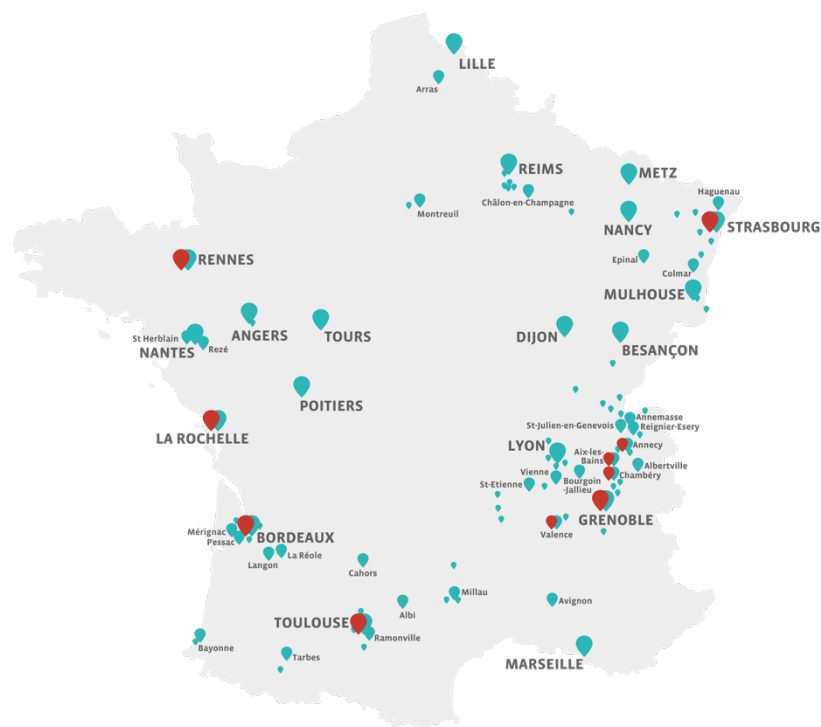 LILLE
Arras
REIMS
METZ
Haguenau
Châlon-en-Champagne
Montreuil
NANCY
STRASBOURG
RENNES
Epinal
Colmar
MULHOUSE
St Herblain
ANGERS
TOURS
DIJON
BESANÇON
NANTES
Rezé
POITIERS
LA ROCHELLE
Annemasse
St-Julien-en-Genevois
Reignier-Esery
LYON
Annecy
Aix-les-
Bains
Albertville
Vienne
Chambéry
St-Etienne
Bourgoin
-Jallieu
GRENOBLE
Mérignac
BORDEAUX
Pessac
Valence
La Réole
Langon
Cahors
Millau
Avignon
Albi
TOULOUSE
Ramonville
Bayonne
Tarbes
MARSEILLE